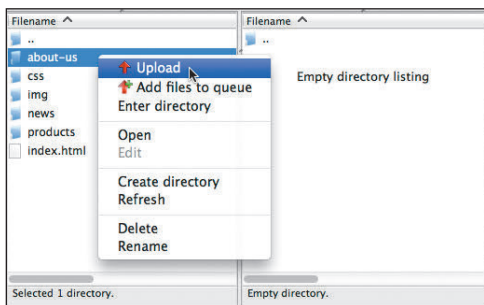 Filename ^
..
about-us
css
img
news
products
index.html
Selected 1 directory.
Upload
Add files to queue
Enter directory
Open
Edit
Create directory
Refresh
Delete
Rename
Filename ^
..
Empty directory listing
Empty directory.